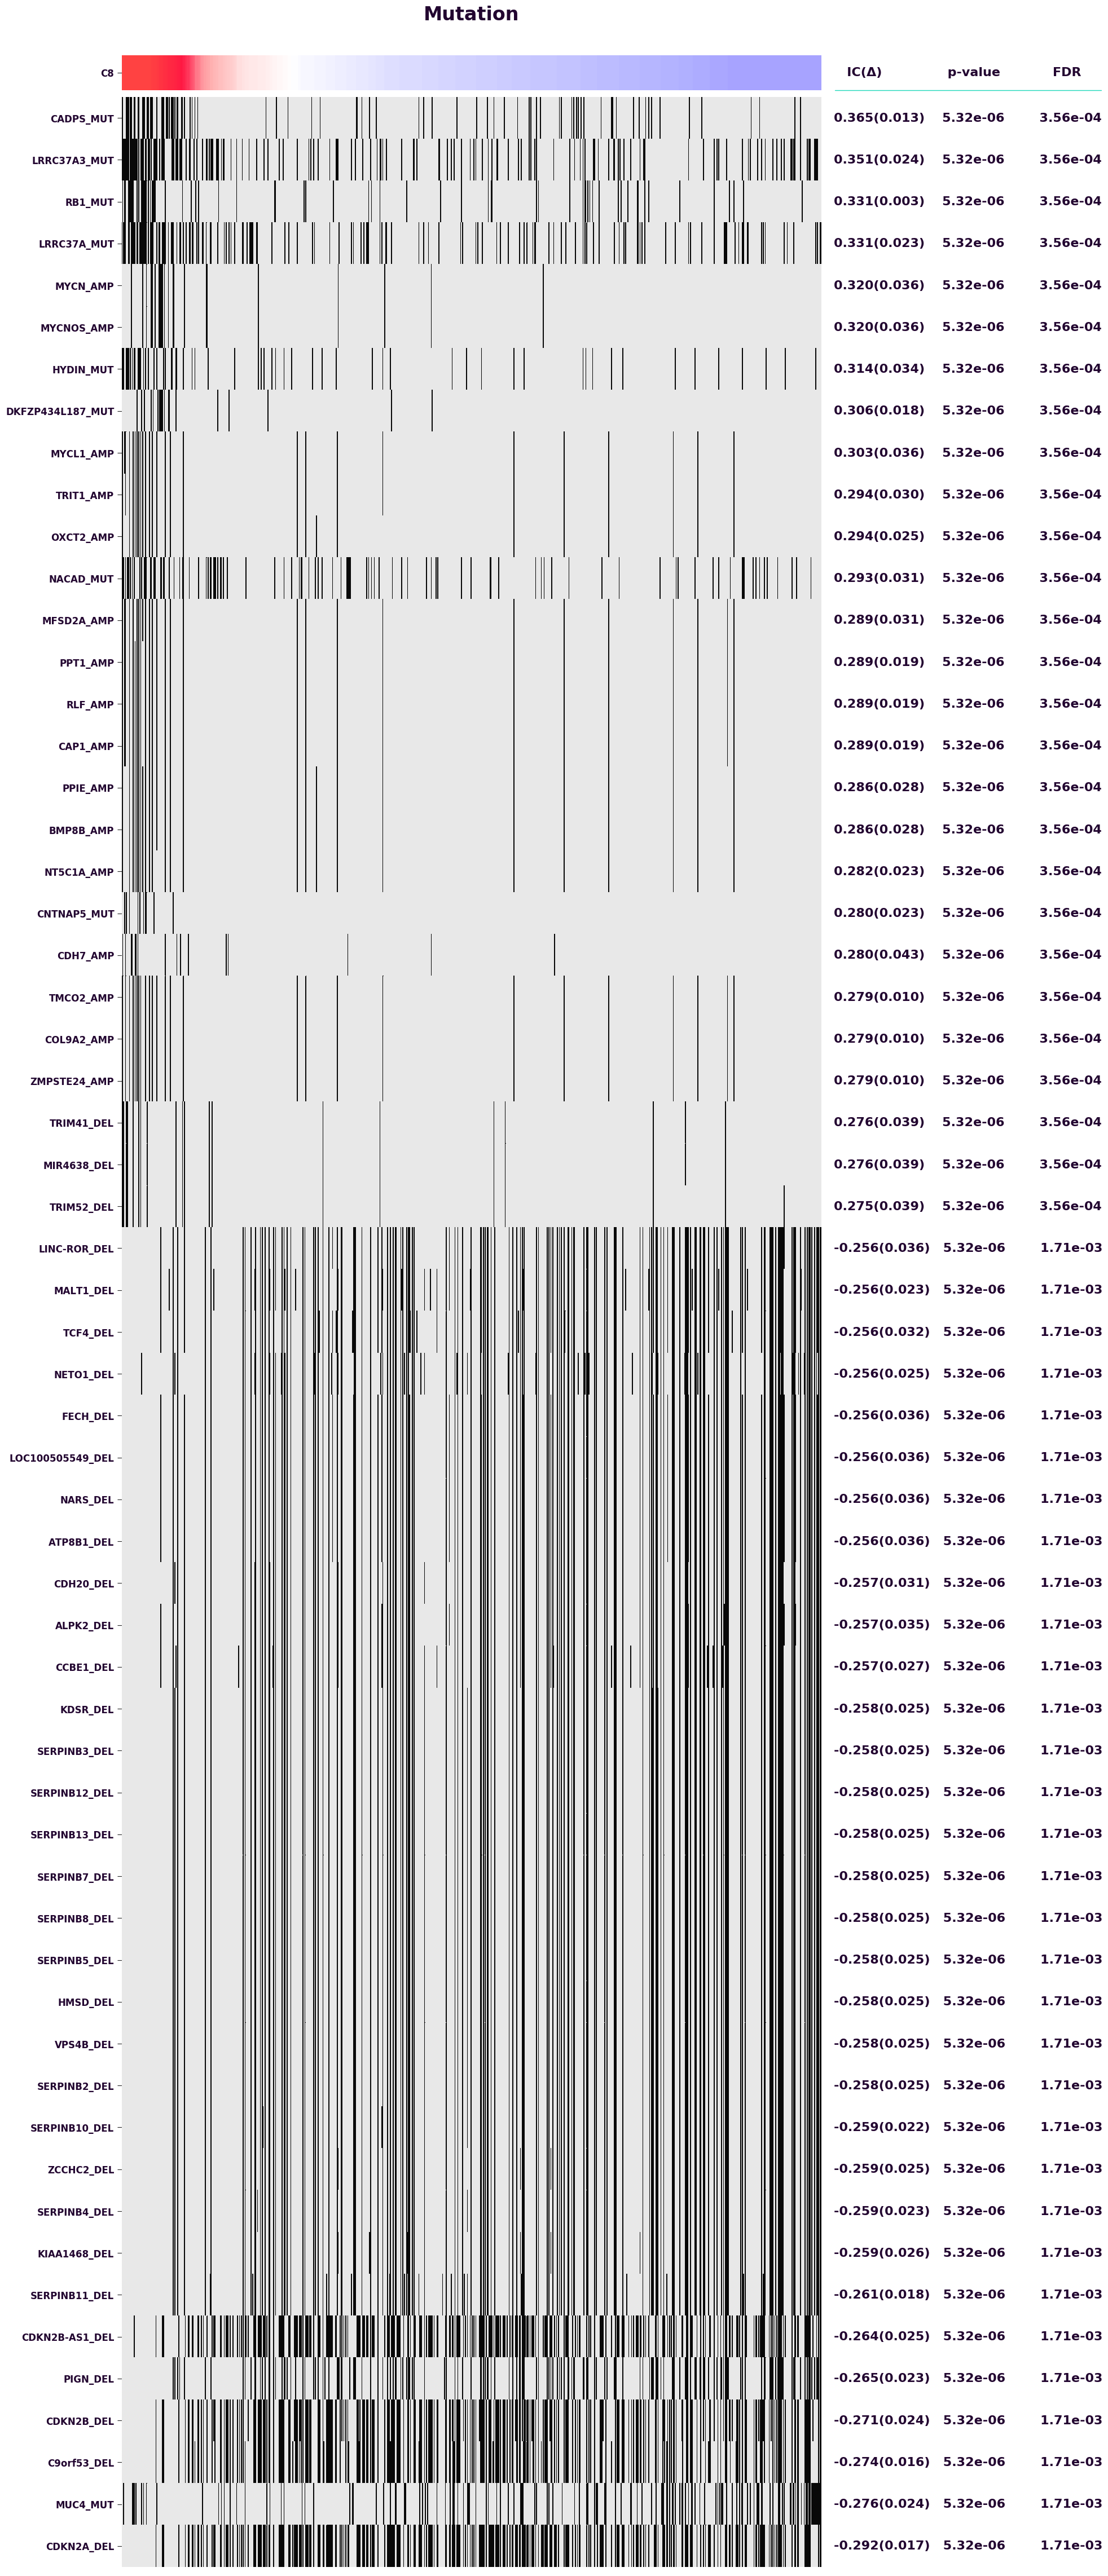 Mutation
C8 IC(Δ) p-value FDR
CADPS_MUT 0.365(0.013) 5.32e-06 3.56e-04
LRRC37A3_MUT 0.351(0.024) 5.32e-06 3.56e-04
RB1_MUT 0.331(0.003) 5.32e-06 3.56e-04
LRRC37A_MUT 0.331(0.023) 5.32e-06 3.56e-04
MYCN_AMP 0.320(0.036) 5.32e-06 3.56e-04
MYCNOS_AMP 0.320(0.036) 5.32e-06 3.56e-04
HYDIN_MUT 0.314(0.034) 5.32e-06 3.56e-04
DKFZP434L187_MUT 0.306(0.018) 5.32e-06 3.56e-04
MYCL1_AMP 0.303(0.036) 5.32e-06 3.56e-04
TRIT1_AMP 0.294(0.030) 5.32e-06 3.56e-04
OXCT2_AMP 0.294(0.025) 5.32e-06 3.56e-04
NACAD_MUT 0.293(0.031) 5.32e-06 3.56e-04
MFSD2A_AMP 0.289(0.031) 5.32e-06 3.56e-04
PPT1_AMP 0.289(0.019) 5.32e-06 3.56e-04
RLF_AMP 0.289(0.019) 5.32e-06 3.56e-04
CAP1_AMP 0.289(0.019) 5.32e-06 3.56e-04
PPIE_AMP 0.286(0.028) 5.32e-06 3.56e-04
BMP8B_AMP 0.286(0.028) 5.32e-06 3.56e-04
NT5C1A_AMP 0.282(0.023) 5.32e-06 3.56e-04
CNTNAP5_MUT 0.280(0.023) 5.32e-06 3.56e-04
CDH7_AMP 0.280(0.043) 5.32e-06 3.56e-04
TMCO2_AMP 0.279(0.010) 5.32e-06 3.56e-04
COL9A2_AMP 0.279(0.010) 5.32e-06 3.56e-04
ZMPSTE24_AMP 0.279(0.010) 5.32e-06 3.56e-04
TRIM41_DEL 0.276(0.039) 5.32e-06 3.56e-04
MIR4638_DEL 0.276(0.039) 5.32e-06 3.56e-04
TRIM52_DEL 0.275(0.039) 5.32e-06 3.56e-04
LINC-ROR_DEL -0.256(0.036) 5.32e-06 1.71e-03
MALT1_DEL -0.256(0.023) 5.32e-06 1.71e-03
TCF4_DEL -0.256(0.032) 5.32e-06 1.71e-03
NETO1_DEL -0.256(0.025) 5.32e-06 1.71e-03
FECH_DEL -0.256(0.036) 5.32e-06 1.71e-03
LOC100505549_DEL -0.256(0.036) 5.32e-06 1.71e-03
NARS_DEL -0.256(0.036) 5.32e-06 1.71e-03
ATP8B1_DEL -0.256(0.036) 5.32e-06 1.71e-03
CDH20_DEL -0.257(0.031) 5.32e-06 1.71e-03
ALPK2_DEL -0.257(0.035) 5.32e-06 1.71e-03
CCBE1_DEL -0.257(0.027) 5.32e-06 1.71e-03
KDSR_DEL -0.258(0.025) 5.32e-06 1.71e-03
SERPINB3_DEL -0.258(0.025) 5.32e-06 1.71e-03
SERPINB12_DEL -0.258(0.025) 5.32e-06 1.71e-03
SERPINB13_DEL -0.258(0.025) 5.32e-06 1.71e-03
SERPINB7_DEL -0.258(0.025) 5.32e-06 1.71e-03
SERPINB8_DEL -0.258(0.025) 5.32e-06 1.71e-03
SERPINB5_DEL -0.258(0.025) 5.32e-06 1.71e-03
HMSD_DEL -0.258(0.025) 5.32e-06 1.71e-03
VPS4B_DEL -0.258(0.025) 5.32e-06 1.71e-03
SERPINB2_DEL -0.258(0.025) 5.32e-06 1.71e-03
SERPINB10_DEL -0.259(0.022) 5.32e-06 1.71e-03
ZCCHC2_DEL -0.259(0.025) 5.32e-06 1.71e-03
SERPINB4_DEL -0.259(0.023) 5.32e-06 1.71e-03
KIAA1468_DEL -0.259(0.026) 5.32e-06 1.71e-03
SERPINB11_DEL -0.261(0.018) 5.32e-06 1.71e-03
CDKN2B-AS1_DEL -0.264(0.025) 5.32e-06 1.71e-03
PIGN_DEL -0.265(0.023) 5.32e-06 1.71e-03
CDKN2B_DEL -0.271(0.024) 5.32e-06 1.71e-03
C9orf53_DEL -0.274(0.016) 5.32e-06 1.71e-03
MUC4_MUT -0.276(0.024) 5.32e-06 1.71e-03
CDKN2A_DEL -0.292(0.017) 5.32e-06 1.71e-03